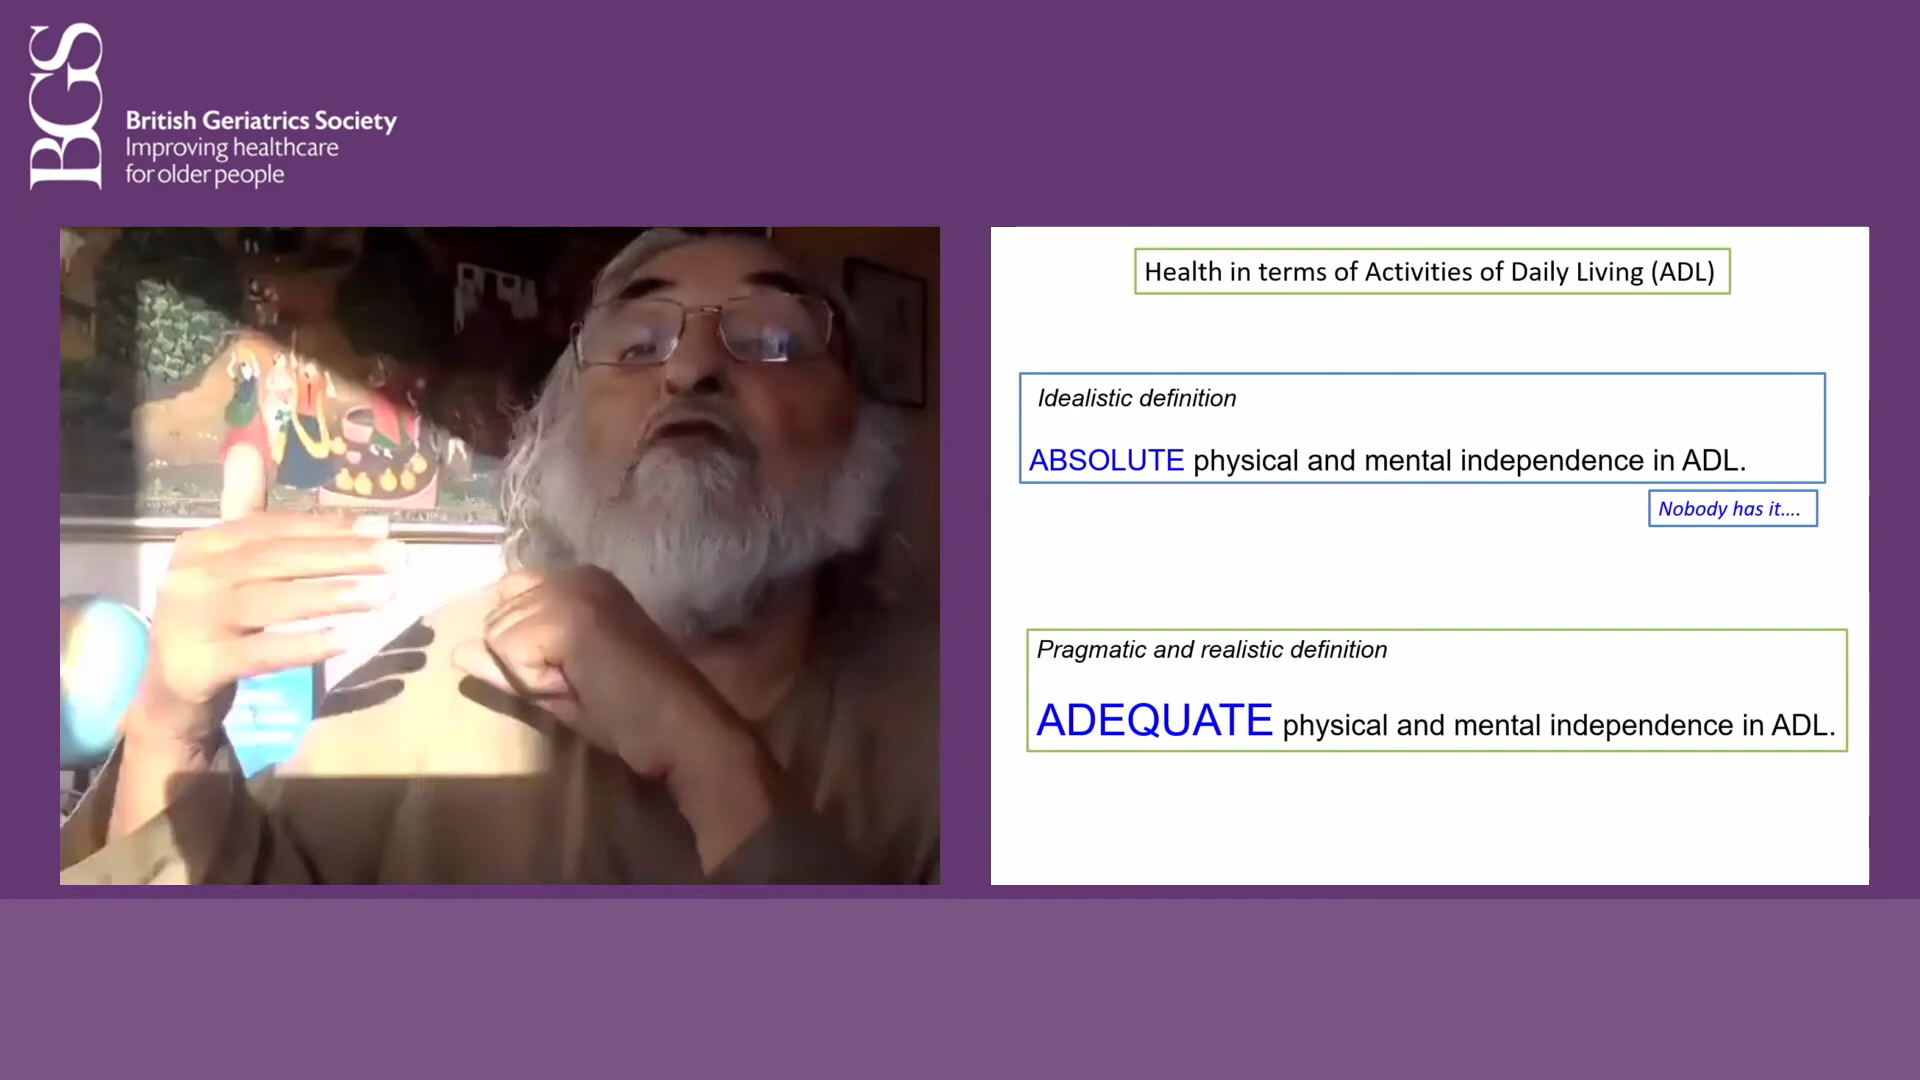 BGS
British Geriatrics Society
Improving healthcare
for older people
Health in terms of Activities of Daily Living (ADL)
Idealistic definition
ABSOLUTE physical and mental independence in ADL.
Nobody has it....
Pragmatic and realistic definition
ADEQUATE physical and mental independence in ADL.